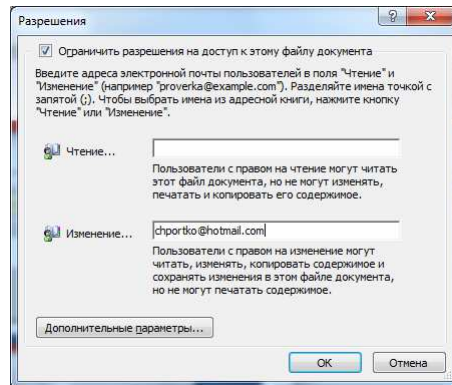 Разрешения
Ограничить разрешения на доступ к этому файлу документа
Введите адреса электронной почты пользователей в поля "Чтение" и
"Изменение" (например "proverka@example.com"). Разделяйте имена точкой с
запятой (;). Чтобы выбрать имена из адресной книги, нажмите кнопку
"Чтение" или "Изменение".
Чтение...
Пользователи с правом на чтение могут читать
этот файл документа, но не могут изменять,
печатать и копировать его содержимое.
Изменение...
chportko@hotmail.com
Пользователи с правом на изменение могут
читать, изменять, копировать содержимое и
сохранять изменения в этом файле документа,
но не могут печатать содержимое.
Дополнительные параметры...
ОК
Отмена